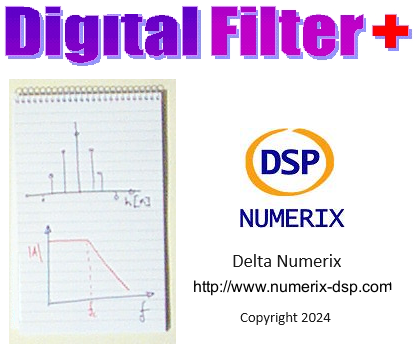 Digital Filter+
h[n]
|A|
f
DSP
NUMERIX
Delta Numerix
http://www.numerix-dsp.com
Copyright 2024